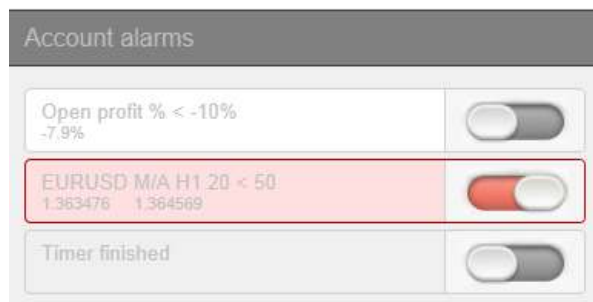 Account alarms
Open profit % < -10%
-7.9%
EURUSD M/A H1 20 < 50
1.363476 1.364569
Timer finished